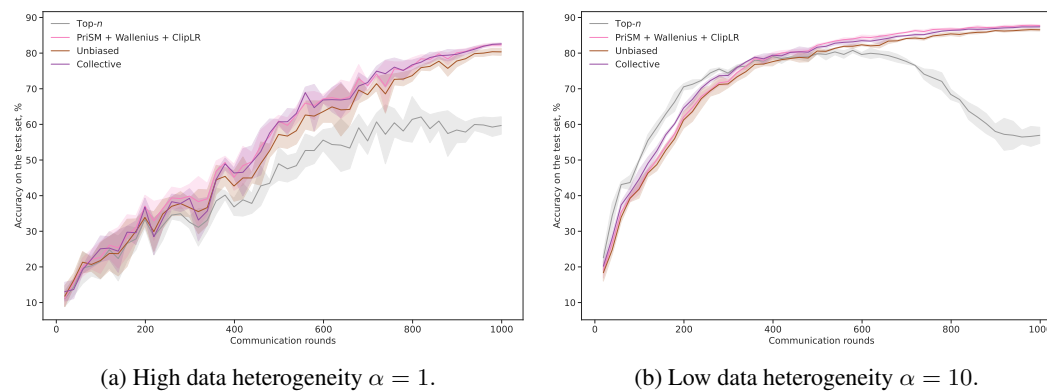 90
80
70
60
50
40
30
20
10
Accuracy on the test set, %
Top-n
PriSM + Wallenius + ClipLR
Unbiased
Collective
0
200
400
600
800
1000
Communication rounds
(a) High data heterogeneity α = 1.
90
80
70
60
50
40
30
20
10
Accuracy on the test set, %
Top-n
PriSM + Wallenius + ClipLR
Unbiased
Collective
0
200
400
600
800
1000
Communication rounds
(b) Low data heterogeneity α = 10.